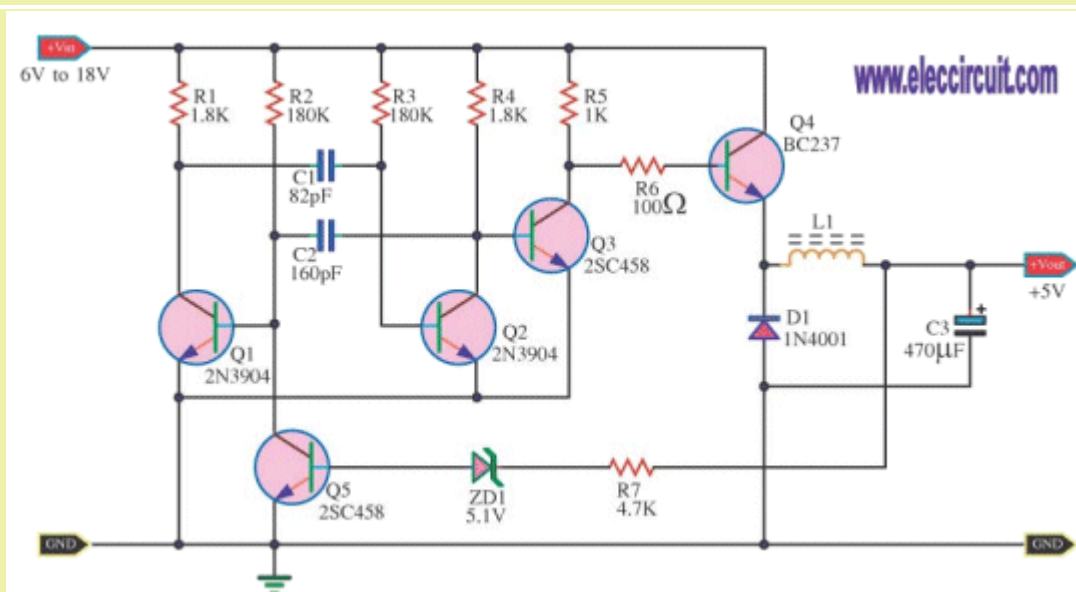 +Vin
6V to 18V
www.eleccircuit.com
R1
1.8K
R2
180K
R3
180K
R4
1.8K
R5
1K
Q4
BC237
C1
82pF
R6
100Ω
L1
C2
160pF
Q3
2SC458
+Vout
+5V
D1
1N4001
C3
470µF
+
Q1
2N3904
Q2
2N3904
Q5
2SC458
ZD1
5.1V
R7
4.7K
GND
GND